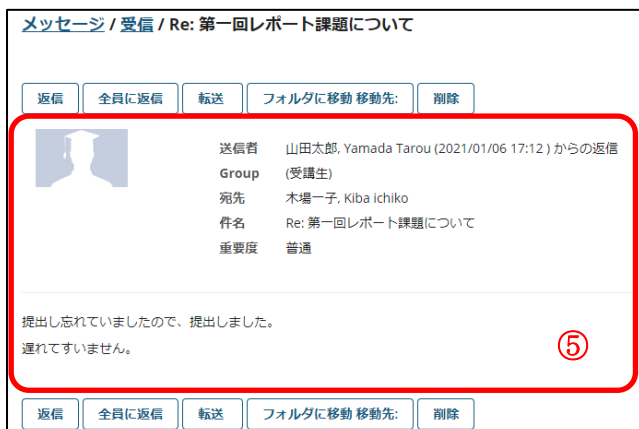 メッセージ / 受信 / Re: 第一回レポート課題について
返信 全員に返信 転送 フォルダに移動 移動先: 削除
送信者 山田太郎, Yamada Tarou (2021/01/06 17:12 ) からの返信
Group (受講生)
宛先 木場一子, Kiba ichiko
件名 Re: 第一回レポート課題について
重要度 普通
提出し忘れていましたので、提出しました。
遅れてすいません。
⑤
返信 全員に返信 転送 フォルダに移動 移動先: 削除